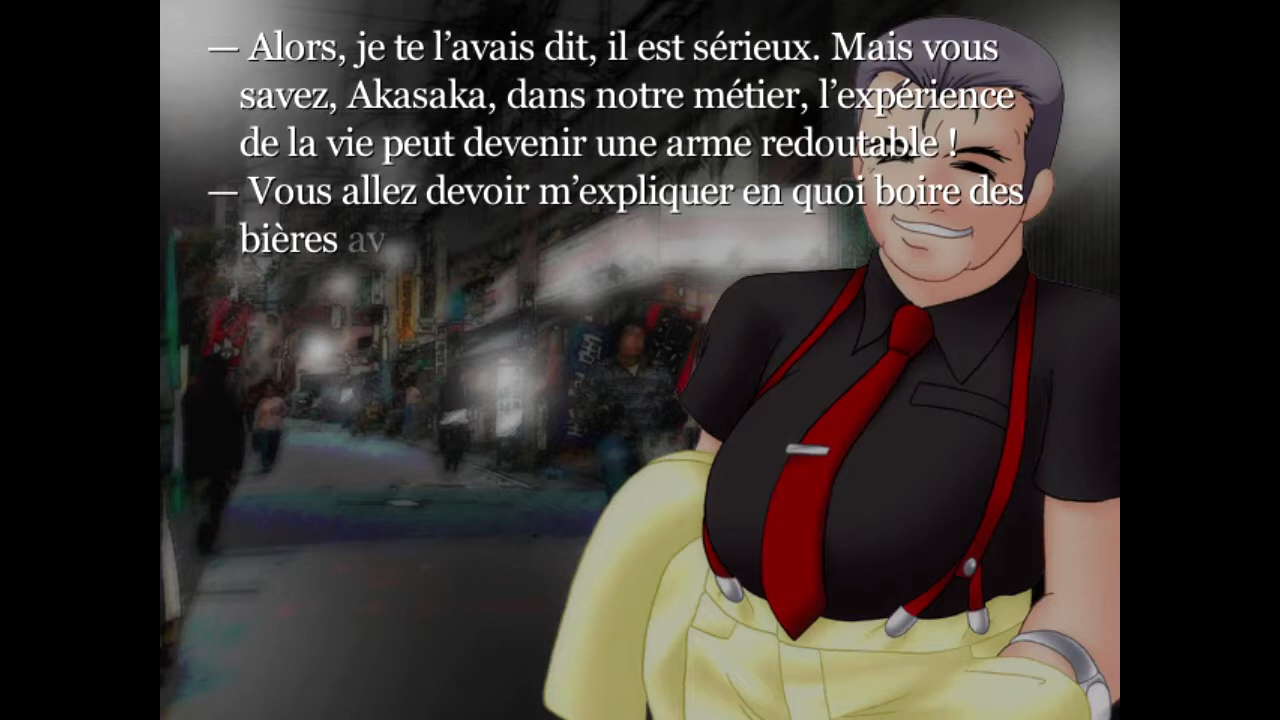 — Alors, je te l’avais dit, il est sérieux. Mais vous
savez, Akasaka, dans notre métier, l’expérience
de la vie peut devenir une arme redoutable !
— Vous allez devoir m’expliquer en quoi boire des
bières av